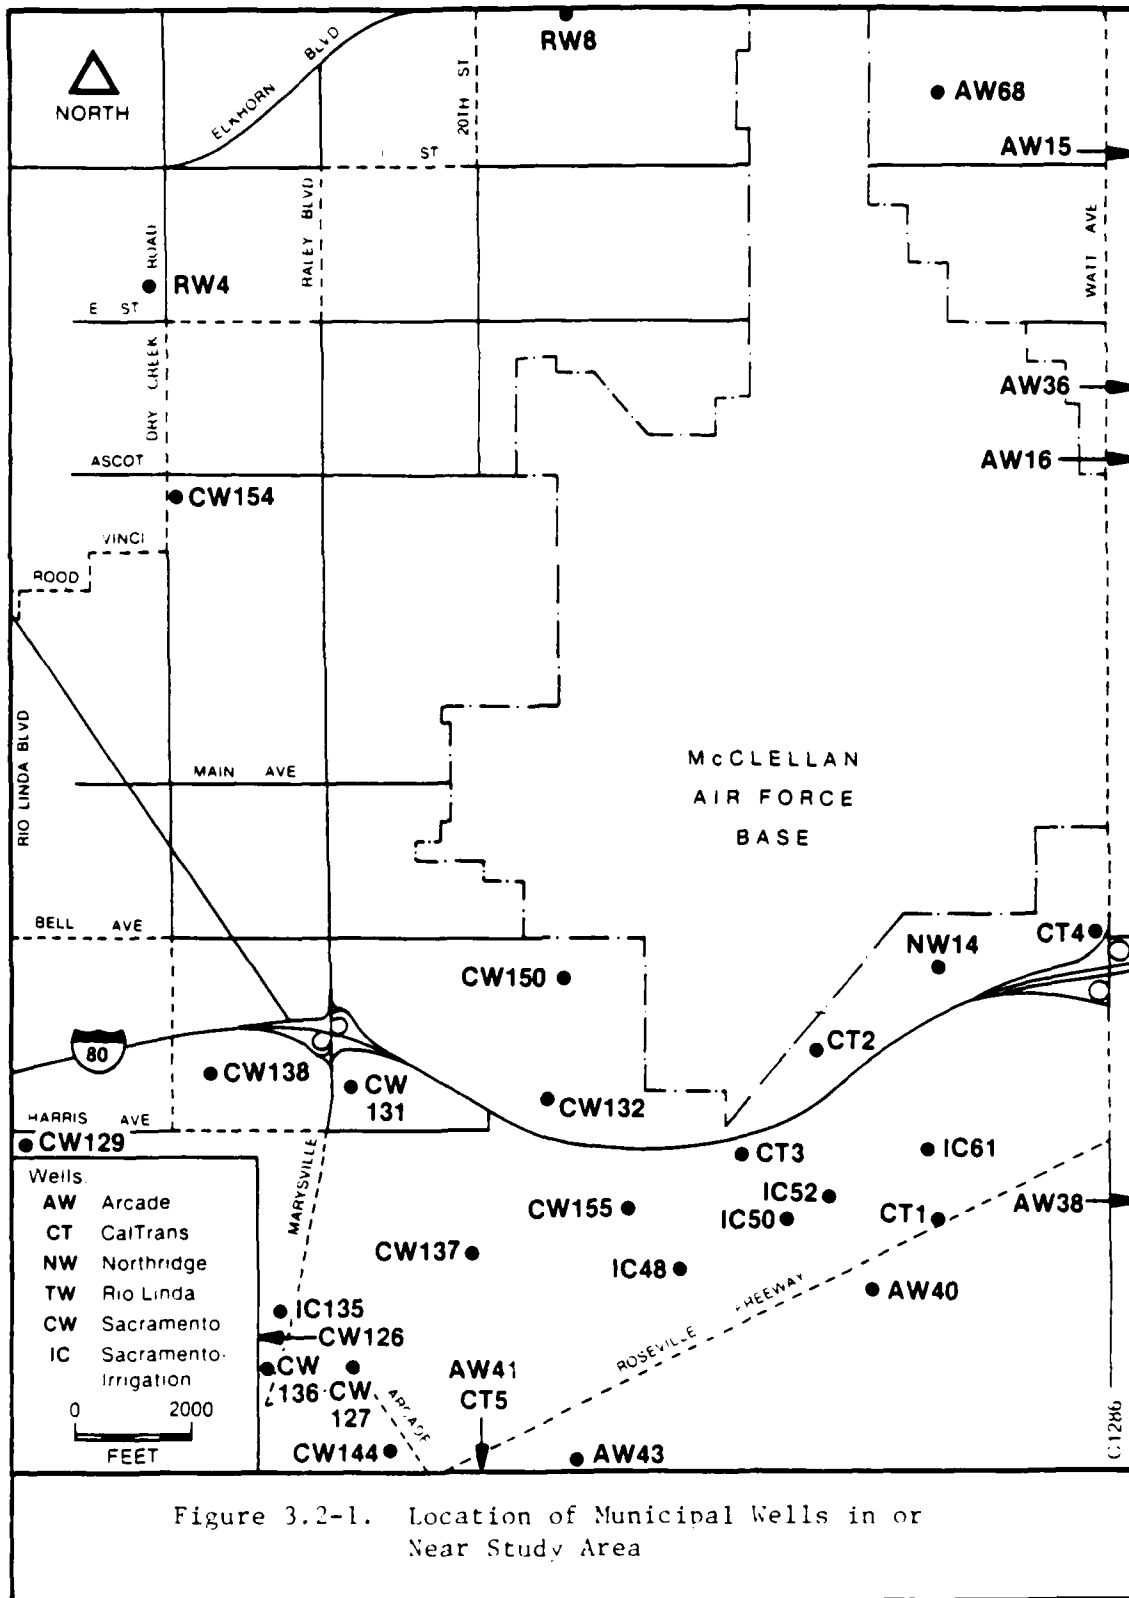 RW8
NORTH
ELKHORN BLVD
20TH ST
AW68
ST
AW15
RALEY BLVD
WATT AVE
DRY CREEK ROAD
RW4
E ST
AW36
ASCOT
AW16
CW154
VINCI
ROOD
RIO LINDA BLVD
MAIN AVE
McCLELLAN
AIR FORCE
BASE
BELL AVE
CT4
NW14
CW150
80
CT2
CW138
CW
131
CW132
HARRIS AVE
CW129
CT3
IC61
MARYSVILLE
IC52
CW155
IC50
CT1
AW38
CW137
IC48
ROSEVILLE FREEWAY
AW40
IC135
CW126
CW
136
CW
127
ARCADE
AW41
CT5
CW144
AW43
Wells:
AW Arcade
CT CalTrans
NW Northridge
TW Rio Linda
CW Sacramento
IC Sacramento-
Irrigation
0 2000
FEET
C1286
Figure 3.2-1. Location of Municipal Wells in or
Near Study Area